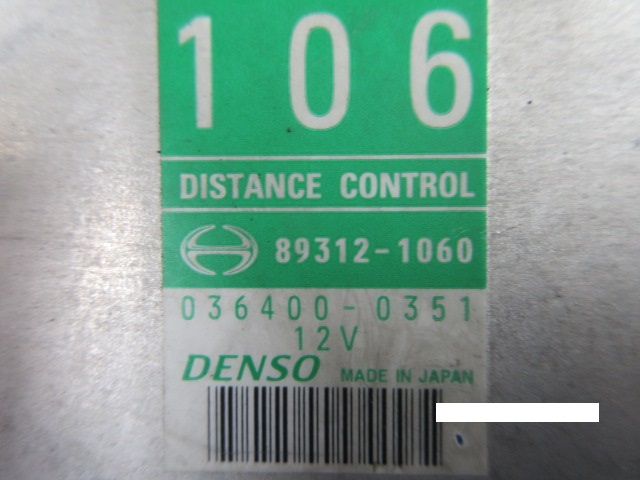 106
DISTANCE CONTROL
89312-1060
036400-0351
12V
DENSO MADE IN JAPAN